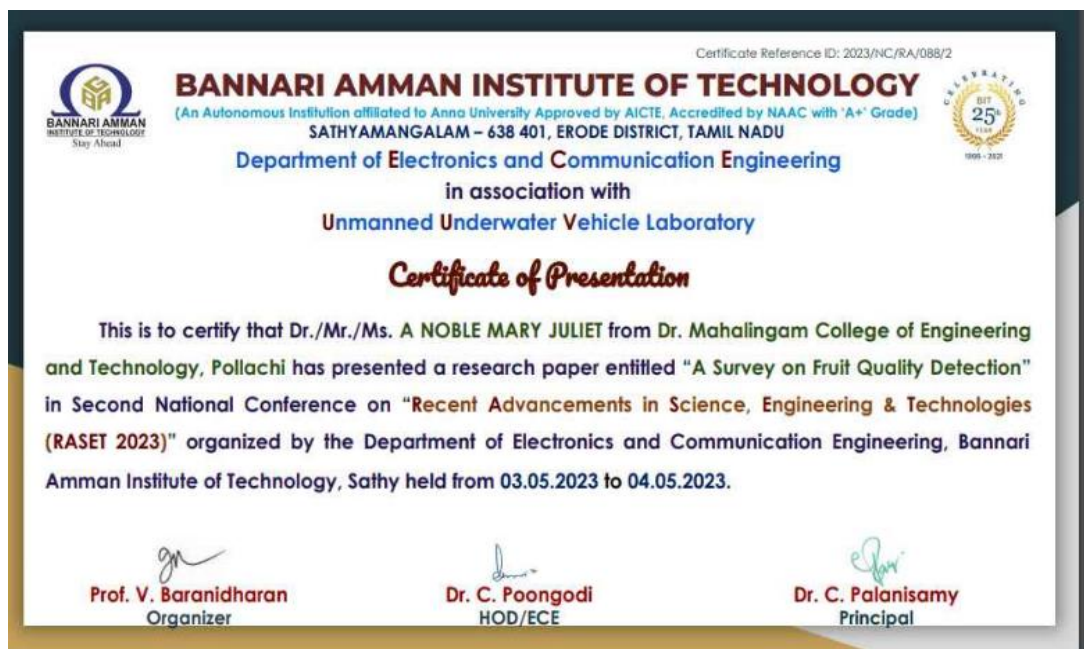 Certificate Reference ID: 2023/NC/RA/088/2
BANNARI AMMAN INSTITUTE OF TECHNOLOGY
(An Autonomous Institution affiliated to Anna University Approved by AICTE, Accredited by NAAC with 'A+' Grade)
SATHYAMANGALAM – 638 401, ERODE DISTRICT, TAMIL NADU
BANNARI AMMAN
INSTITUTE OF TECHNOLOGY
Stay Ahead
CELEBRATING
BIT
25th
YEAR
1996 - 2021
Department of Electronics and Communication Engineering
in association with
Unmanned Underwater Vehicle Laboratory
Certificate of Presentation
This is to certify that Dr./Mr./Ms. A NOBLE MARY JULIET from Dr. Mahalingam College of Engineering
and Technology, Pollachi has presented a research paper entitled “A Survey on Fruit Quality Detection”
in Second National Conference on “Recent Advancements in Science, Engineering & Technologies
(RASET 2023)” organized by the Department of Electronics and Communication Engineering, Bannari
Amman Institute of Technology, Sathy held from 03.05.2023 to 04.05.2023.
Prof. V. Baranidharan
Organizer
Dr. C. Poongodi
HOD/ECE
Dr. C. Palanisamy
Principal